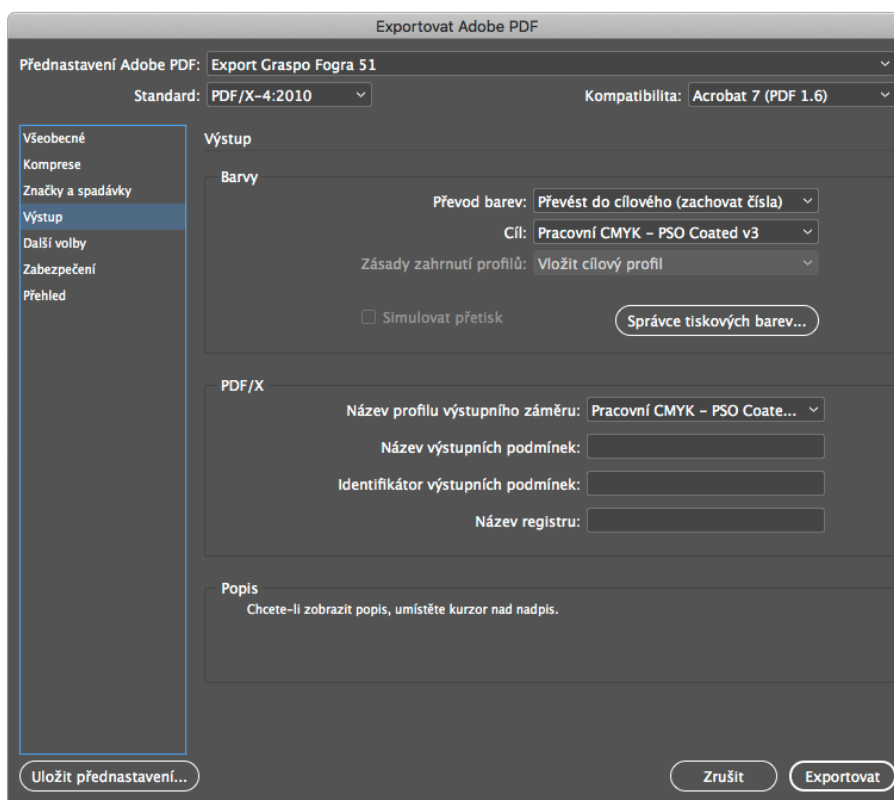 Exportovat Adobe PDF
Přednastavení Adobe PDF: Export Graspo Fogra 51
Standard: PDF/X-4:2010 Kompatibilita: Acrobat 7 (PDF 1.6)
Všeobecné
Komprese
Značky a spadávky
Výstup
Další volby
Zabezpečení
Přehled
Výstup
Barvy
Převod barev: Převést do cílového (zachovat čísla)
Cíl: Pracovní CMYK – PSO Coated v3
Zásady zahrnutí profilů: Vložit cílový profil
Simulovat přetisk
Správce tiskových barev...
PDF/X
Název profilu výstupního záměru: Pracovní CMYK – PSO Coate...
Název výstupních podmínek:
Identifikátor výstupních podmínek:
Název registru:
Popis
Chcete-li zobrazit popis, umístěte kurzor nad nadpis.
Uložit přednastavení... Zrušit Exportovat